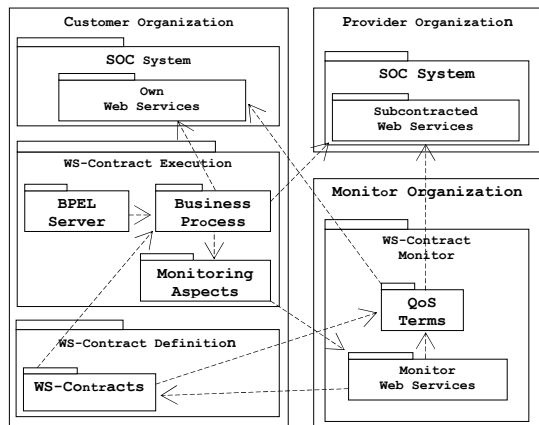 Customer Organization
SOC System
Own
Web Services
WS-Contract Execution
BPEL
Server
Business
Process
Monitoring
Aspects
WS-Contract Definition
WS-Contracts
Provider Organization
SOC System
Subcontracted
Web Services
Monitor Organization
WS-Contract
Monitor
QoS
Terms
Monitor
Web Services